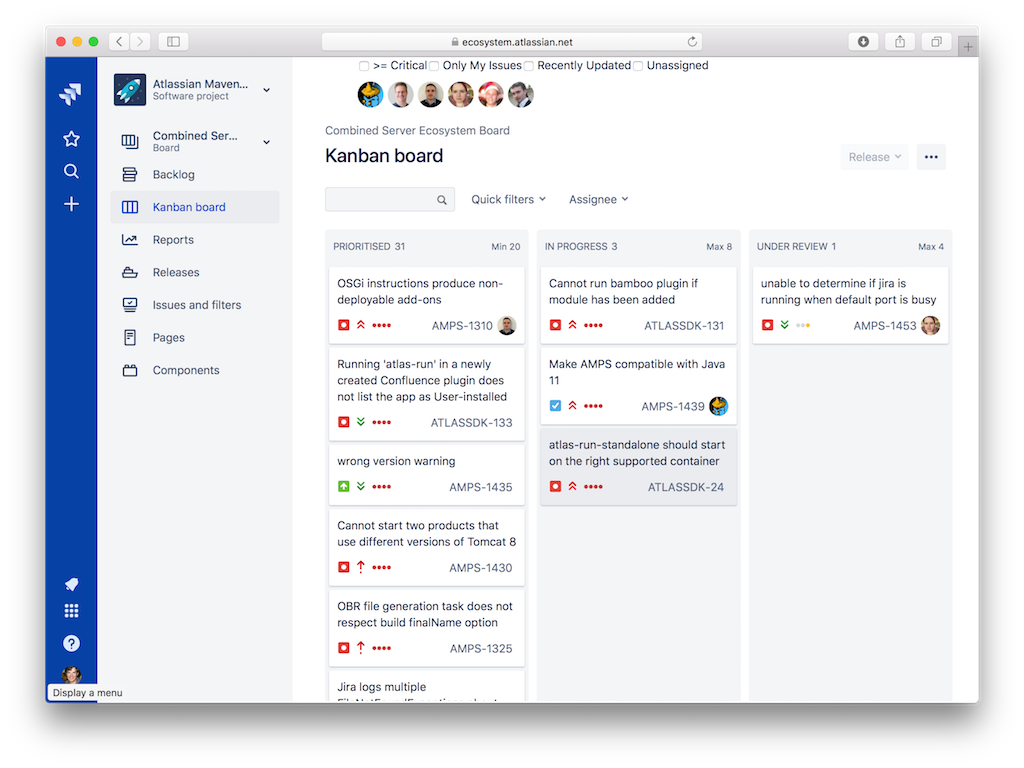 ecosystem.atlassian.net
>= Critical Only My Issues Recently Updated Unassigned
Atlassian Maven...
Software project
Combined Ser...
Board
Backlog
Kanban board
Reports
Releases
Issues and filters
Pages
Components
Display a menu
Combined Server Ecosystem Board
Kanban board
Release
Quick filters Assignee
PRIORITISED 31 Min 20
OSGi instructions produce non-
deployable add-ons
AMPS-1310
Running 'atlas-run' in a newly
created Confluence plugin does
not list the app as User-installed
ATLASSDK-133
wrong version warning
AMPS-1435
Cannot start two products that
use different versions of Tomcat 8
AMPS-1430
OBR file generation task does not
respect build finalName option
AMPS-1325
Jira logs multiple
IN PROGRESS 3 Max 8
Cannot run bamboo plugin if
module has been added
ATLASSDK-131
Make AMPS compatible with Java
11
AMPS-1439
atlas-run-standalone should start
on the right supported container
ATLASSDK-24
UNDER REVIEW 1 Max 4
unable to determine if jira is
running when default port is busy
AMPS-1453